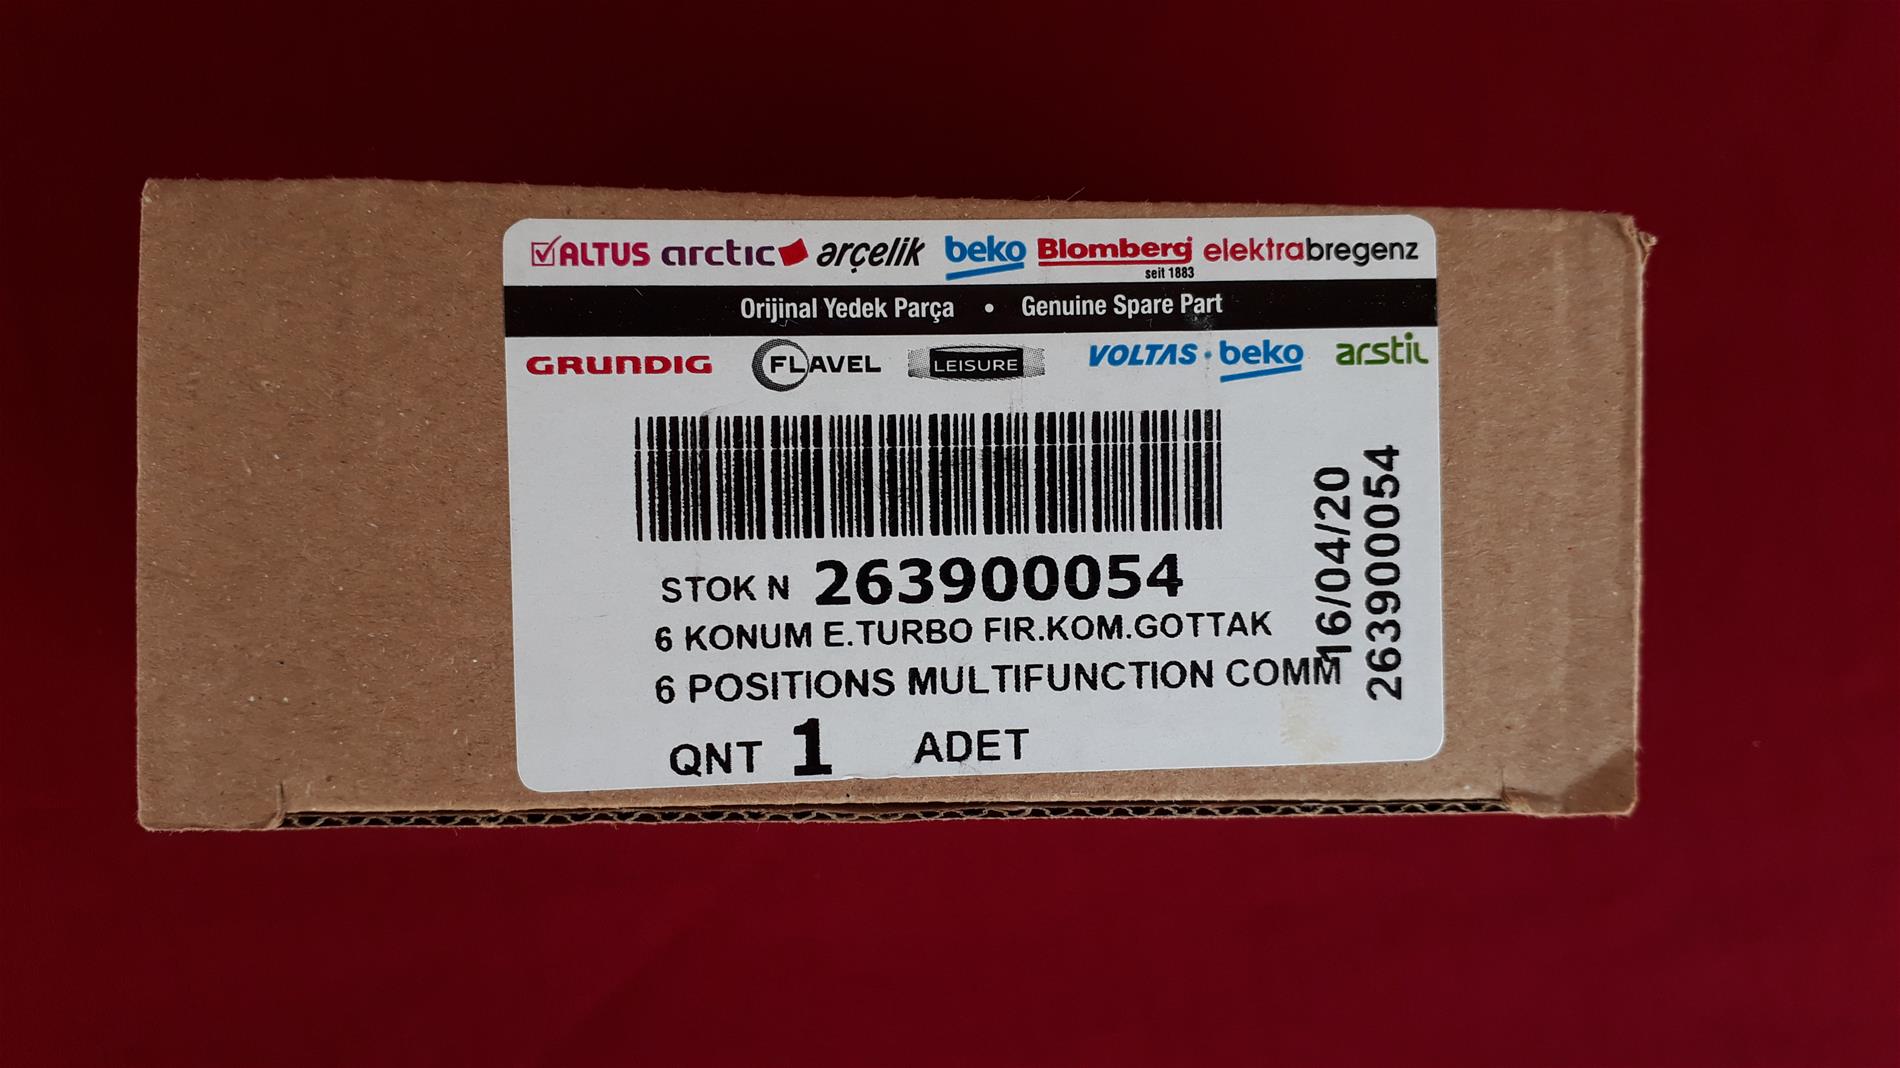 ALTUS arctic arçelik beko Blomberg elektrabregenz
seit 1883
Orijinal Yedek Parça • Genuine Spare Part
GRUNDIG FLAVEL LEISURE VOLTAS · beko arstil
STOK N 263900054
6 KONUM E.TURBO FIR.KOM.GOTTAK
6 POSITIONS MULTIFUNCTION COMM
QNT 1 ADET
16/04/20
263900054